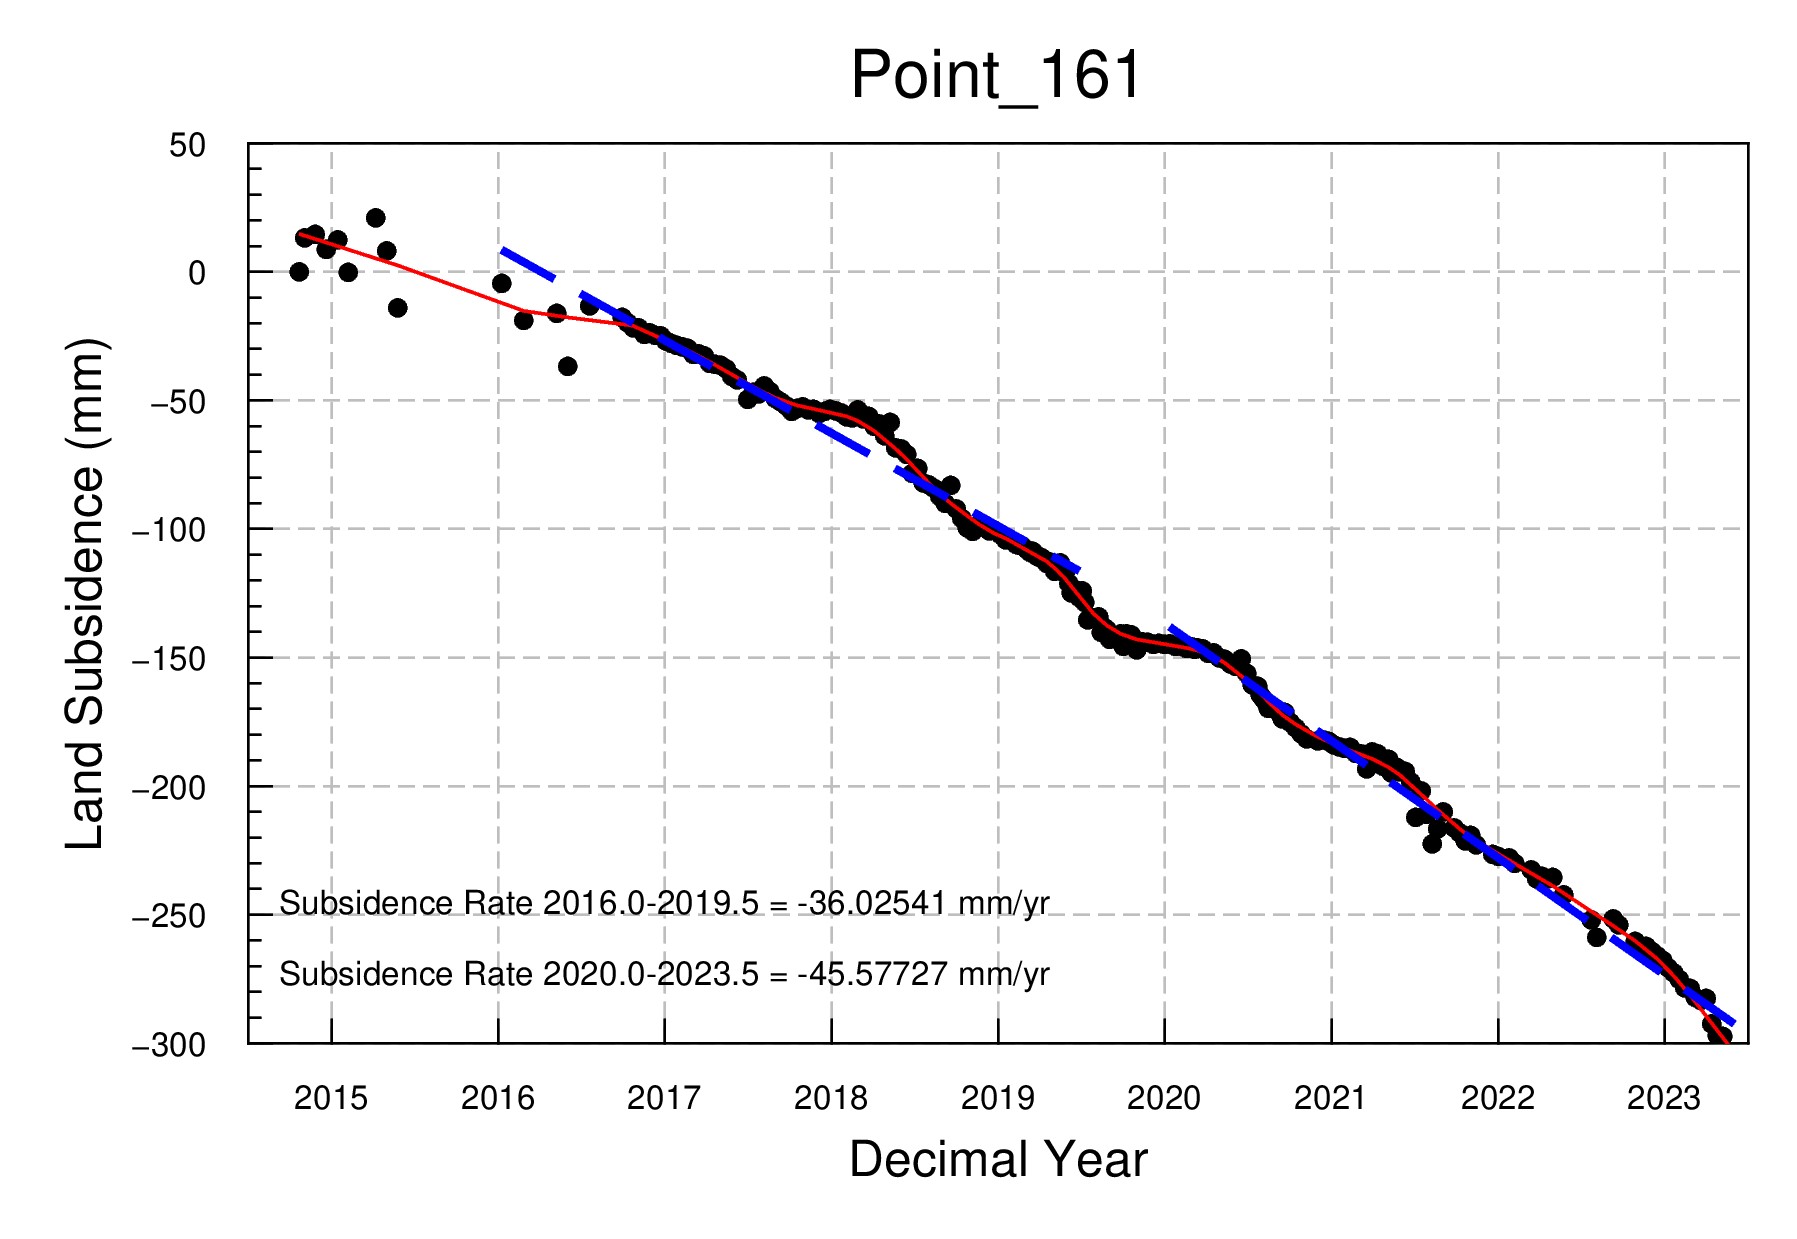 Point_161
50
0
−50
−100
−150
−200
−250
−300
Land Subsidence (mm)
Subsidence Rate 2016.0-2019.5 = -36.02541 mm/yr
Subsidence Rate 2020.0-2023.5 = -45.57727 mm/yr
2015 2016 2017 2018 2019 2020 2021 2022 2023
Decimal Year